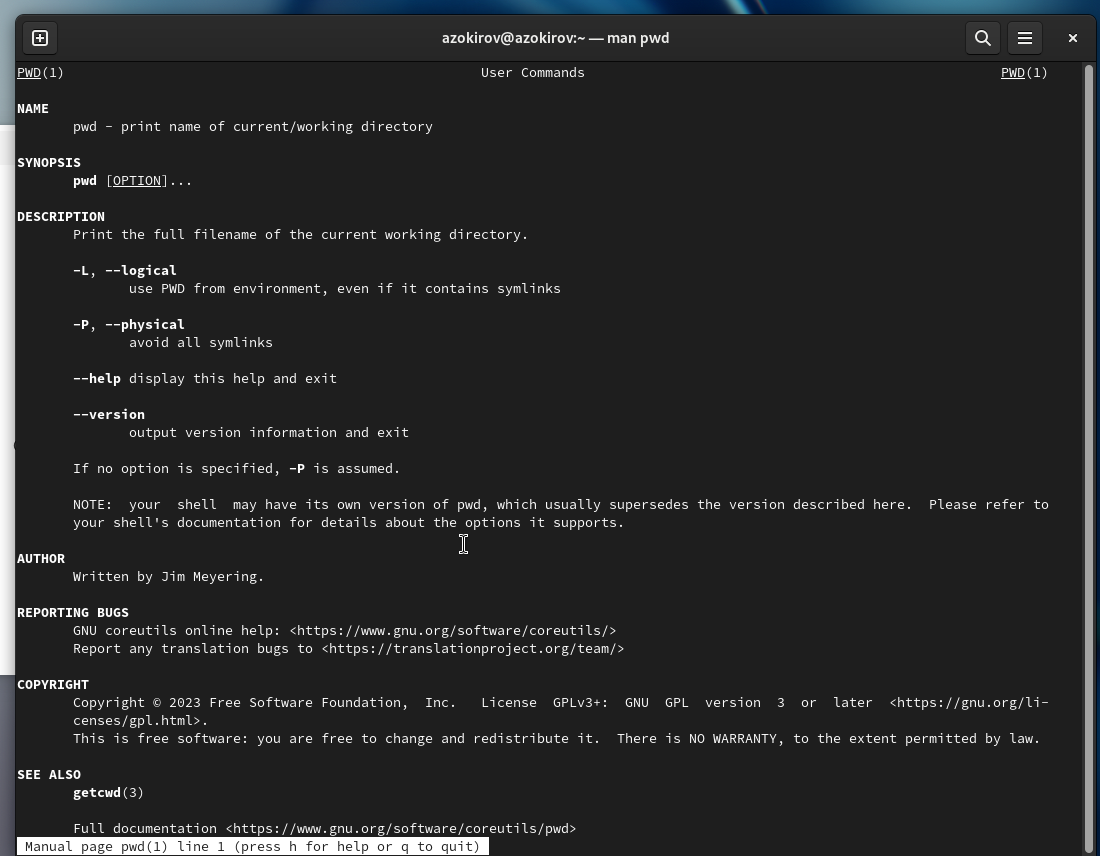 azokirov@azokirov:~ — man pwd
PWD(1) User Commands PWD(1)
NAME
pwd - print name of current/working directory
SYNOPSIS
pwd [OPTION]...
DESCRIPTION
Print the full filename of the current working directory.
-L, --logical
use PWD from environment, even if it contains symlinks
-P, --physical
avoid all symlinks
--help display this help and exit
--version
output version information and exit
If no option is specified, -P is assumed.
NOTE: your shell may have its own version of pwd, which usually supersedes the version described here. Please refer to
your shell's documentation for details about the options it supports.
AUTHOR
Written by Jim Meyering.
REPORTING BUGS
GNU coreutils online help: <https://www.gnu.org/software/coreutils/>
Report any translation bugs to <https://translationproject.org/team/>
COPYRIGHT
Copyright © 2023 Free Software Foundation, Inc. License GPLv3+: GNU GPL version 3 or later <https://gnu.org/li-
censes/gpl.html>.
This is free software: you are free to change and redistribute it. There is NO WARRANTY, to the extent permitted by law.
SEE ALSO
getcwd(3)
Full documentation <https://www.gnu.org/software/coreutils/pwd>
Manual page pwd(1) line 1 (press h for help or q to quit)